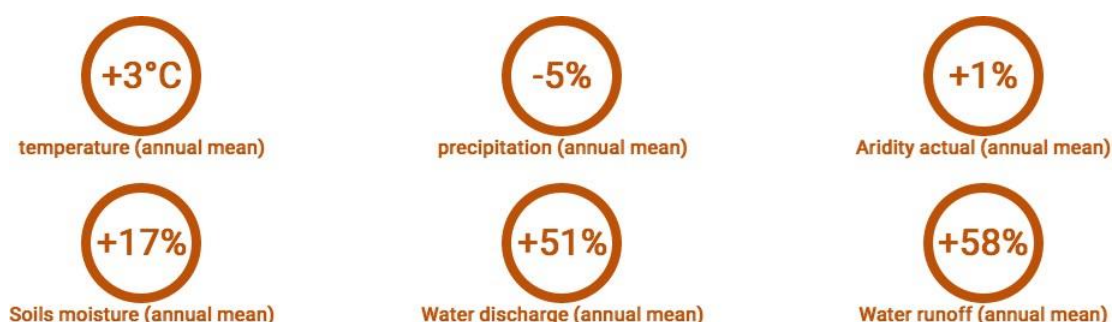 +3°C
-5%
+1%
temperature (annual mean)
precipitation (annual mean)
Aridity actual (annual mean)
+17%
+51%
+58%
Soils moisture (annual mean)
Water discharge (annual mean)
Water runoff (annual mean)